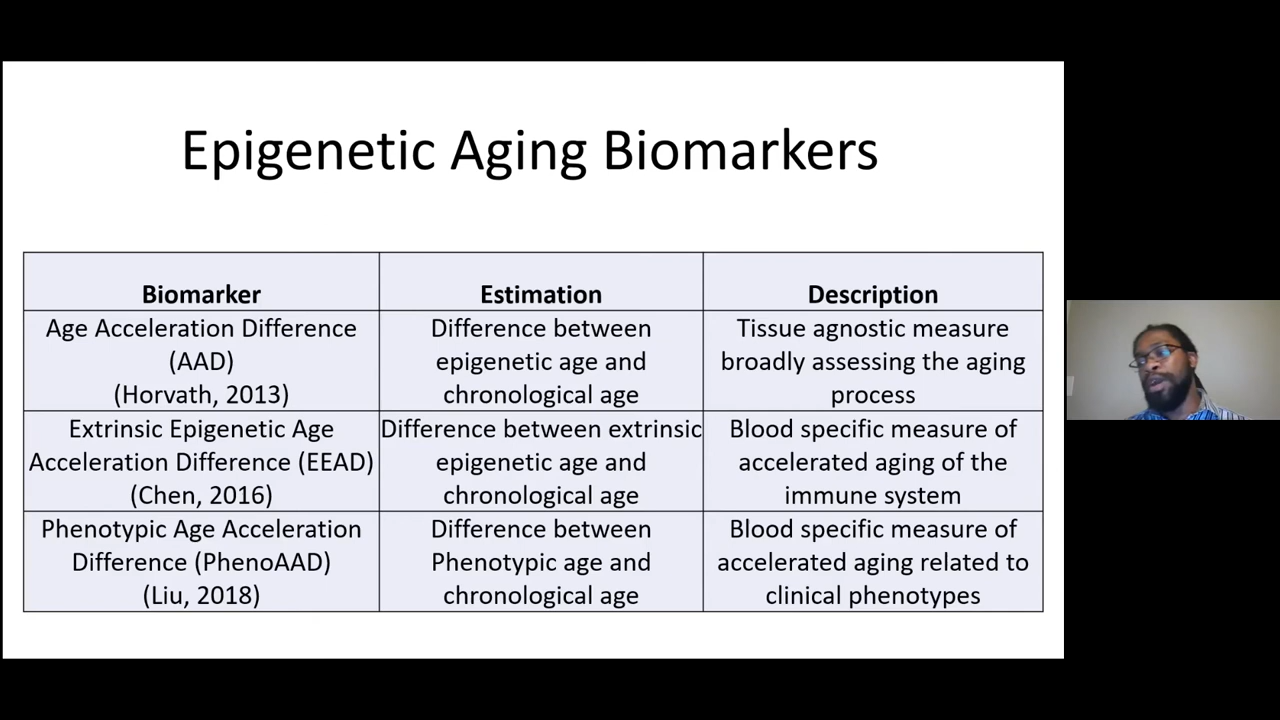 Epigenetic Aging Biomarkers
Biomarker
Estimation
Description
Age Acceleration Difference
(AAD)
(Horvath, 2013)
Difference between
epigenetic age and
chronological age
Tissue agnostic measure
broadly assessing the aging
process
Extrinsic Epigenetic Age
Acceleration Difference (EEAD)
(Chen, 2016)
Difference between extrinsic
epigenetic age and
chronological age
Blood specific measure of
accelerated aging of the
immune system
Phenotypic Age Acceleration
Difference (PhenoAAD)
(Liu, 2018)
Difference between
Phenotypic age and
chronological age
Blood specific measure of
accelerated aging related to
clinical phenotypes